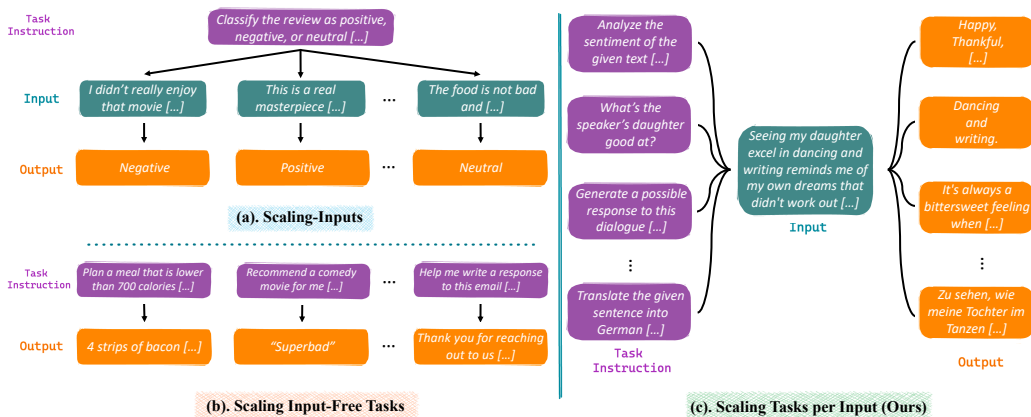 Task
Instruction
Classify the review as positive,
negative, or neutral [...]
Input
I didn't really enjoy
that movie [...]
This is a real
masterpiece [...]
...
The food is not bad
and [...]
Output
Negative
Positive
...
Neutral
(a). Scaling-Inputs
Task
Instruction
Plan a meal that is lower
than 700 calories [...]
Recommend a comedy
movie for me [...]
...
Help me write a response
to this email [...]
Output
4 strips of bacon [...]
"Superbad"
...
Thank you for reaching
out to us [...]
(b). Scaling Input-Free Tasks
Analyze the
sentiment of the
given text [...]
What's the
speaker's daughter
good at?
Generate a possible
response to this
dialogue [...]
...
Translate the given
sentence into
German [...]
Task
Instruction
Seeing my daughter
excel in dancing and
writing reminds me of
my own dreams that
didn't work out [...]
Input
Happy,
Thankful,
[...]
Dancing
and
writing.
It's always a
bittersweet feeling
when [...]
...
Zu sehen, wie
meine Tochter im
Tanzen [...]
Output
(c). Scaling Tasks per Input (Ours)